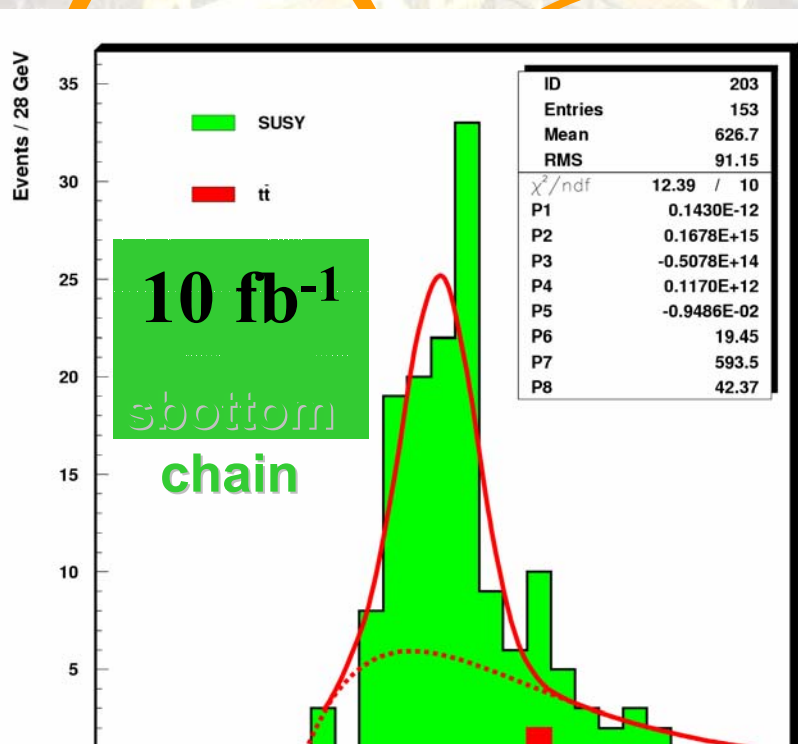 Events / 28 GeV
35
30
25
20
15
10
5
SUSY
tt̄
10 fb-1
sbottom
chain
ID 203
Entries 153
Mean 626.7
RMS 91.15
χ²/ndf 12.39 / 10
P1 0.1430E-12
P2 0.1678E+15
P3 -0.5078E+14
P4 0.1170E+12
P5 -0.9486E-02
P6 19.45
P7 593.5
P8 42.37